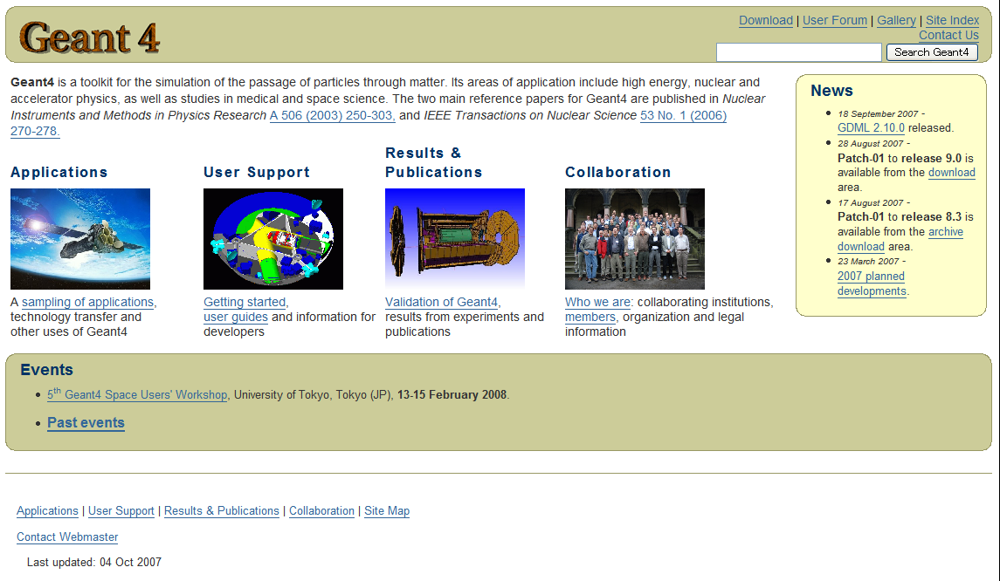 Geant 4
Download | User Forum | Gallery | Site Index
Contact Us
Search Geant4
Geant4 is a toolkit for the simulation of the passage of particles through matter. Its areas of application include high energy, nuclear and
accelerator physics, as well as studies in medical and space science. The two main reference papers for Geant4 are published in Nuclear
Instruments and Methods in Physics Research A 506 (2003) 250-303, and IEEE Transactions on Nuclear Science 53 No. 1 (2006)
270-278.
Applications
A sampling of applications,
technology transfer and
other uses of Geant4
User Support
Getting started,
user guides and information for
developers
Results &
Publications
Validation of Geant4,
results from experiments and
publications
Collaboration
Who we are: collaborating institutions,
members, organization and legal
information
News
18 September 2007 -
GDML 2.10.0 released.
28 August 2007 -
Patch-01 to release 9.0 is
available from the download
area.
17 August 2007 -
Patch-01 to release 8.3 is
available from the archive
download area.
23 March 2007 -
2007 planned
developments.
Events
5th Geant4 Space Users' Workshop, University of Tokyo, Tokyo (JP), 13-15 February 2008.
Past events
Applications | User Support | Results & Publications | Collaboration | Site Map
Contact Webmaster
Last updated: 04 Oct 2007